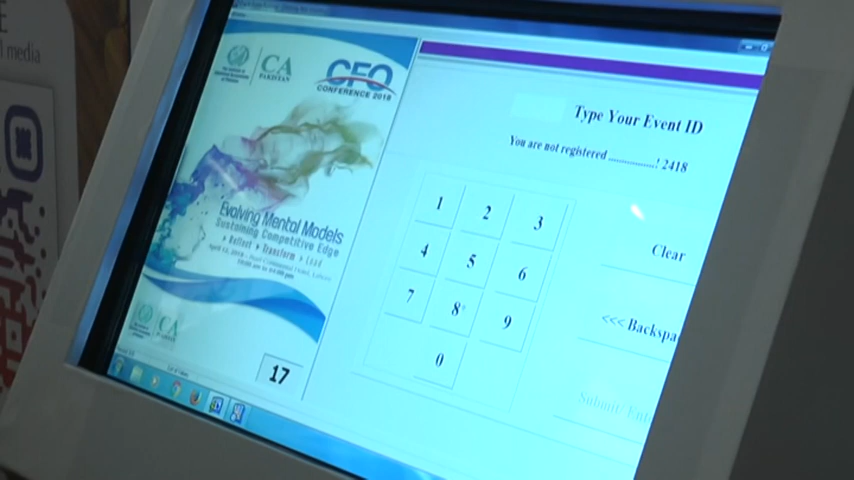 l media
CA
PAKISTAN
CFO
CONFERENCE 2018
Evolving Mental Models
Sustaining Competitive Edge
Reflect Transform Lead
CA
17
Type Your Event ID
You are not registered ................! 2418
1 2 3
4 5 6
7 8 9
0
Clear
<<< Backspa
Submit